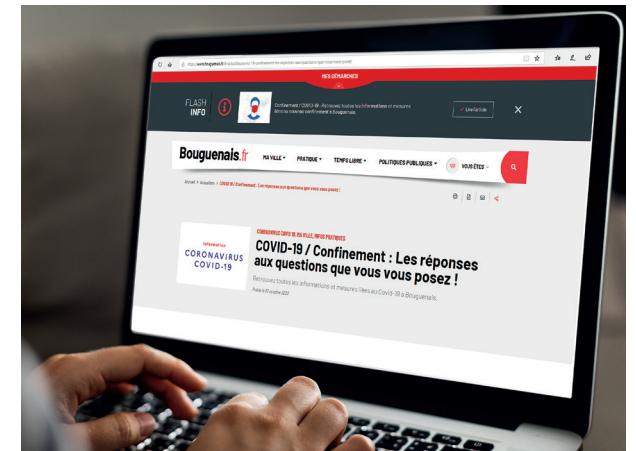 MES DÉMARCHES
FLASH
INFO
Confinement / COVID-19 : Retrouvez toutes les informations et mesures
liées au nouveau confinement à Bouguenais.
Lire l'article
Bouguenais.fr
MA VILLE
PRATIQUE
TEMPS LIBRE
POLITIQUES PUBLIQUES
VOUS ÊTES
Accueil > Actualités > COVID-19 / Confinement : Les réponses aux questions que vous vous posez !
CORONAVIRUS COVID 19, MA VILLE, INFOS PRATIQUES
Information
CORONAVIRUS
COVID-19
COVID-19 / Confinement : Les réponses
aux questions que vous vous posez !
Retrouvez toutes les informations et mesures liées au Covid-19 à Bouguenais.